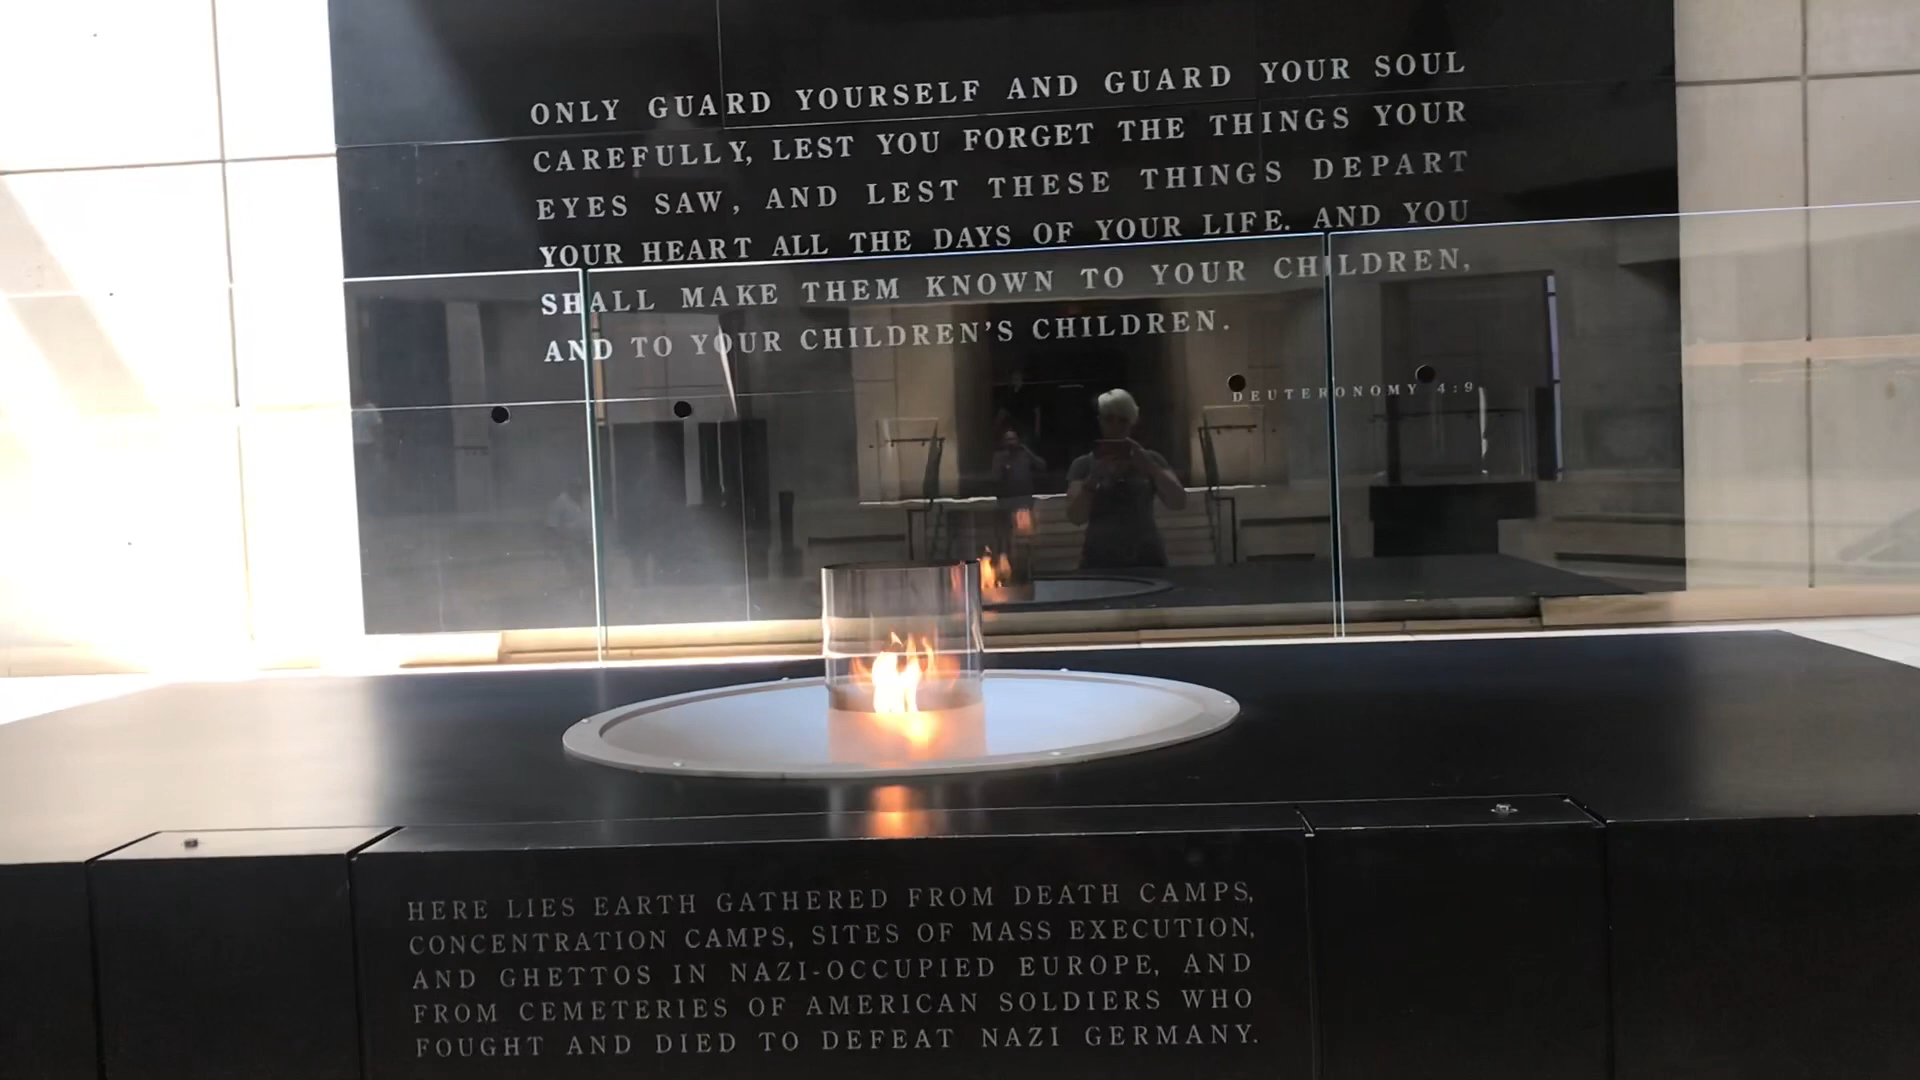 ONLY GUARD YOURSELF AND GUARD YOUR SOUL
CAREFULLY, LEST YOU FORGET THE THINGS YOUR
EYES SAW, AND LEST THESE THINGS DEPART
YOUR HEART ALL THE DAYS OF YOUR LIFE. AND YOU
SHALL MAKE THEM KNOWN TO YOUR CHILDREN,
AND TO YOUR CHILDREN'S CHILDREN.
DEUTERONOMY 4:9
HERE LIES EARTH GATHERED FROM DEATH CAMPS,
CONCENTRATION CAMPS, SITES OF MASS EXECUTION,
AND GHETTOS IN NAZI-OCCUPIED EUROPE, AND
FROM CEMETERIES OF AMERICAN SOLDIERS WHO
FOUGHT AND DIED TO DEFEAT NAZI GERMANY.